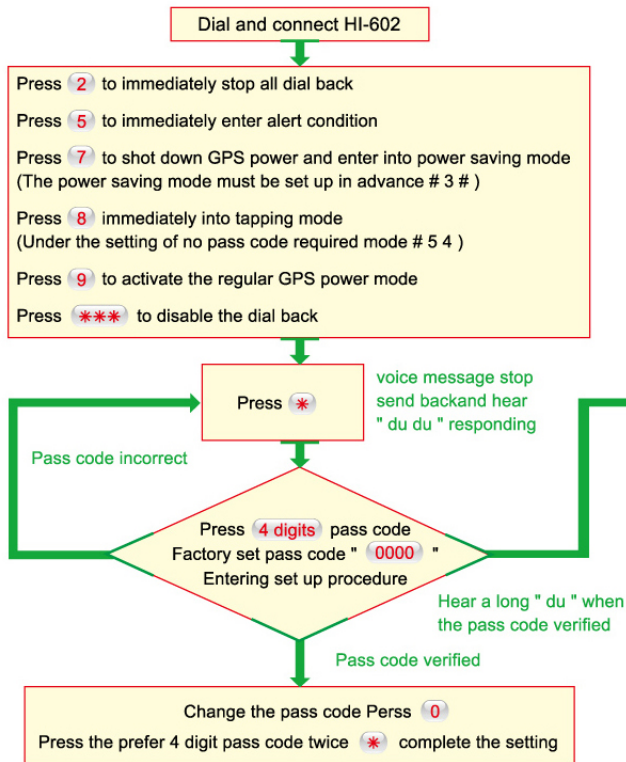 Dial and connect HI-602
Press 2 to immediately stop all dial back
Press 5 to immediately enter alert condition
Press 7 to shot down GPS power and enter into power saving mode
(The power saving mode must be set up in advance # 3 # )
Press 8 immediately into tapping mode
(Under the setting of no pass code required mode # 5 4 )
Press 9 to activate the regular GPS power mode
Press *** to disable the dial back
Press *
voice message stop
send backand hear
" du du " responding
Pass code incorrect
Press 4 digits pass code
Factory set pass code " 0000 "
Entering set up procedure
Hear a long " du " when
the pass code verified
Pass code verified
Change the pass code Perss 0
Press the prefer 4 digit pass code twice * complete the setting